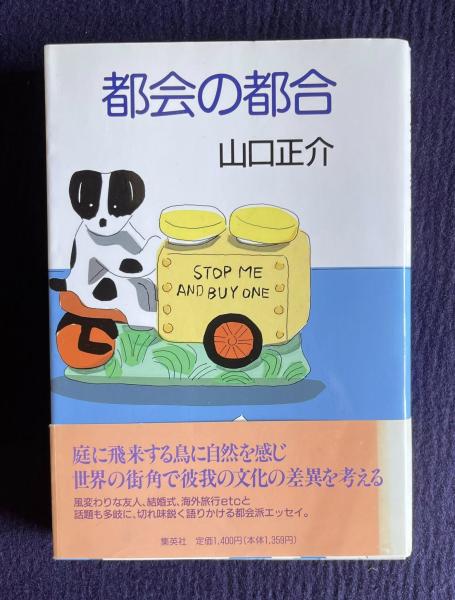 都会の都合
山口正介
STOP ME
AND BUY ONE
庭に飛来する鳥に自然を感じ
世界の街角で彼我の文化の差異を考える
風変わりな友人、結婚式、海外旅行etcと
話題も多岐に、切れ味鋭く語りかける都会派エッセイ。
集英社 定価1,400円(本体1,359円)